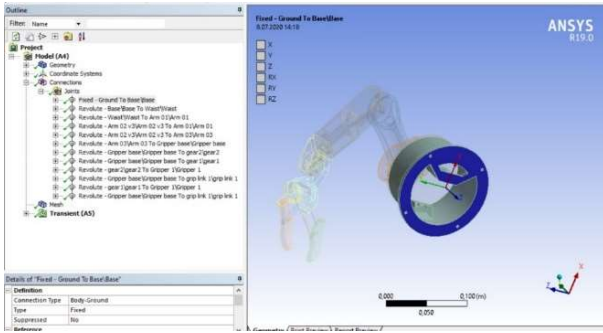 Outline
Filter: Name
Project
Model (A4)
Geometry
Coordinate Systems
Connections
Joints
Fixed - Ground To Base\Base
Revolute - Base\Base To Waist\Waist
Revolute - Waist\Waist To Arm 01\Arm 01
Revolute - Arm 02 v3\Arm 02 v3 To Arm 01\Arm 01
Revolute - Arm 02 v3\Arm 02 v3 To Arm 03\Arm 03
Revolute - Arm 03\Arm 03 To Gripper base\Gripper base
Revolute - Gripper base\Gripper base To gear2\gear2
Revolute - Gripper base\Gripper base To gear1\gear1
Revolute - gear2\gear2 To Gripper 1\Gripper 1
Revolute - Gripper base\Gripper base To grip link 1\grip link 1
Revolute - gear1\gear1 To Gripper 1\Gripper 1
Revolute - Gripper base\Gripper base To grip link 1\grip link 1
Mesh
Transient (A5)
Details of "Fixed - Ground To Base\Base"
Definition
Connection Type Body-Ground
Type Fixed
Suppressed No
Reference
Fixed - Ground To Base\Base
9.07.2020 14:19
X
Y
Z
RX
RY
RZ
ANSYS
R19.0
0,000 0,100 (m)
0,050
X
Z
Geometry / Print Preview / Report Preview /